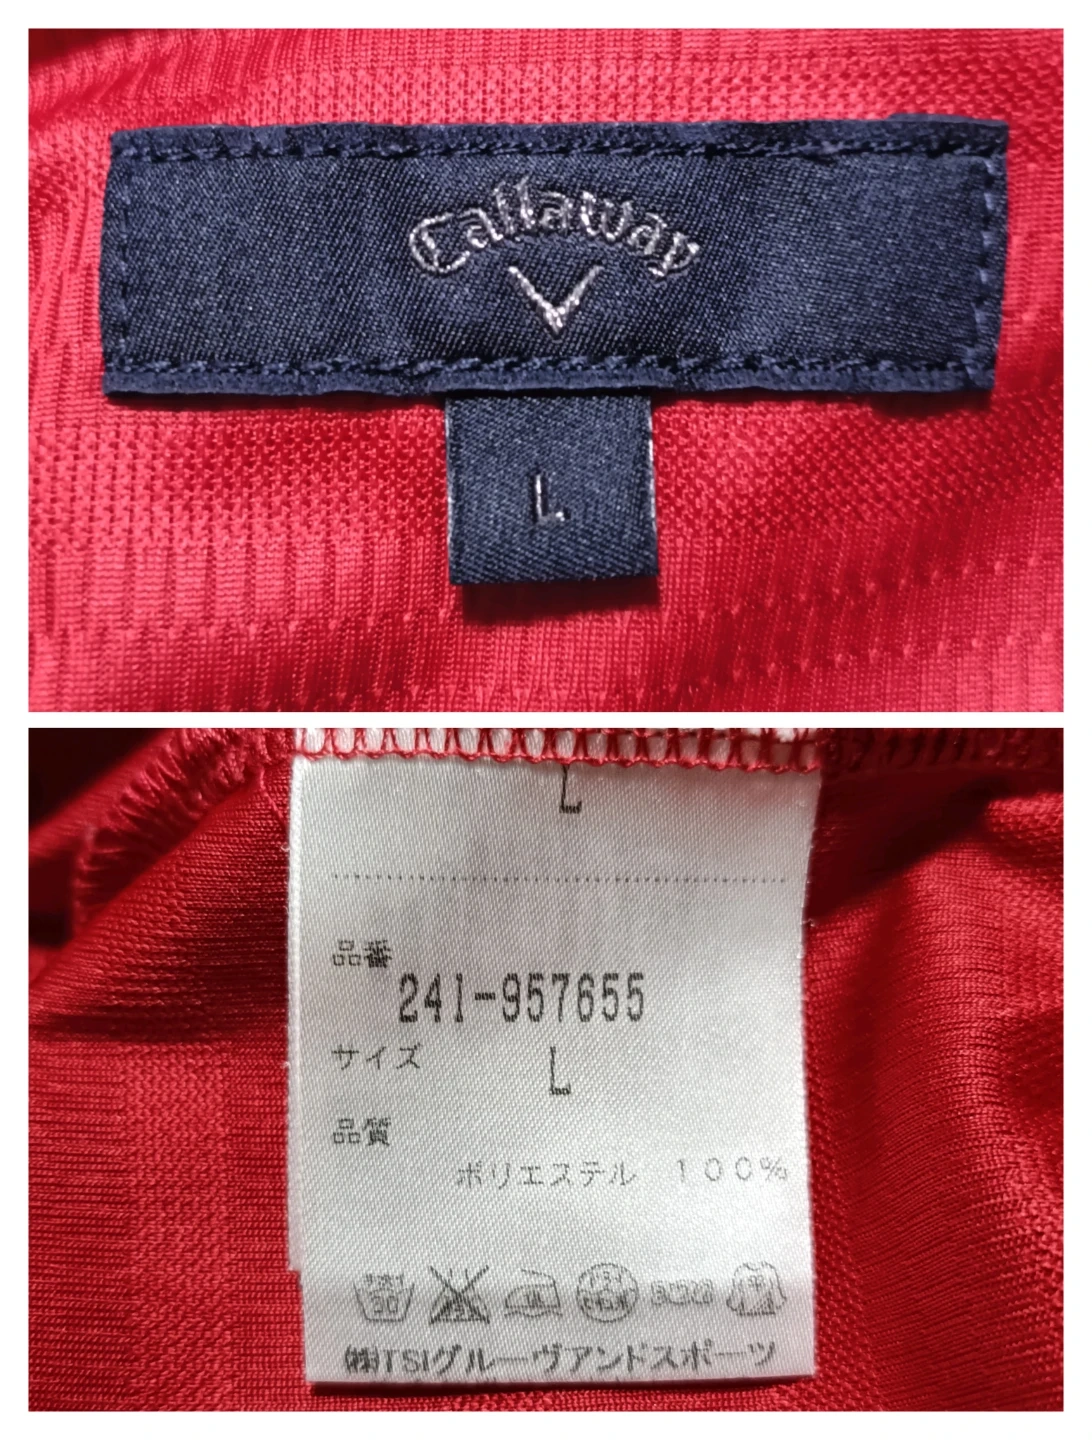 Callaway
L
L
品番
241-957655
サイズ
L
品質
ポリエステル 100%
30
(株)TSIグルーヴアンドスポーツ